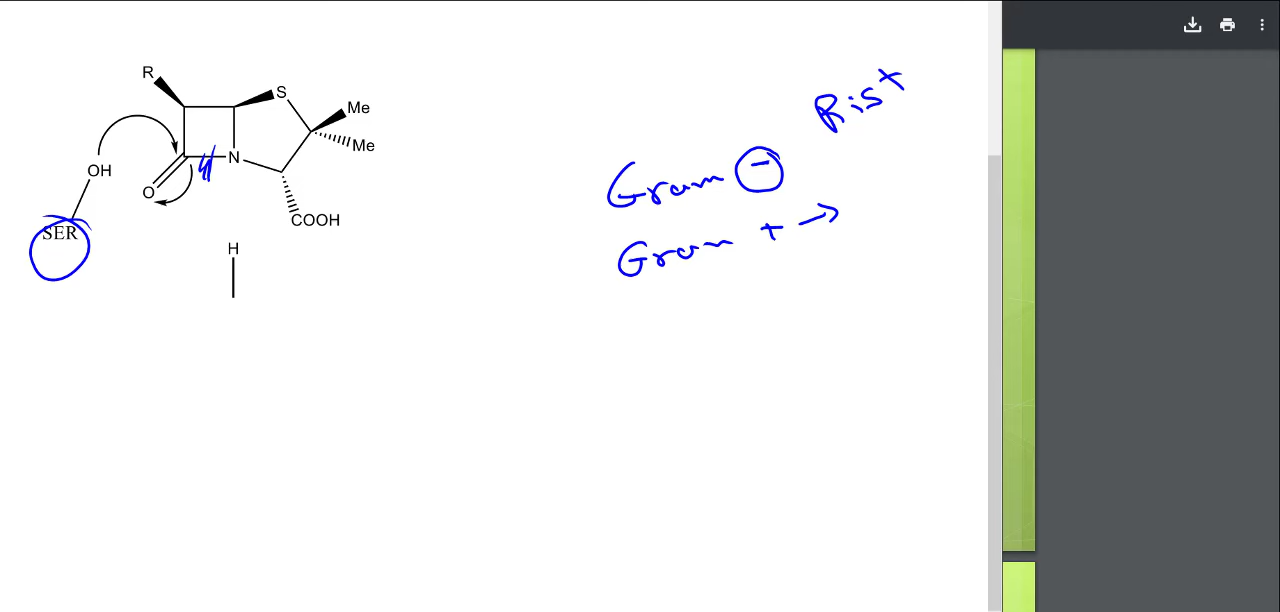 R
S
Me
Me
OH
N
O
SER
COOH
H
Rist
Gram -
Gram + →